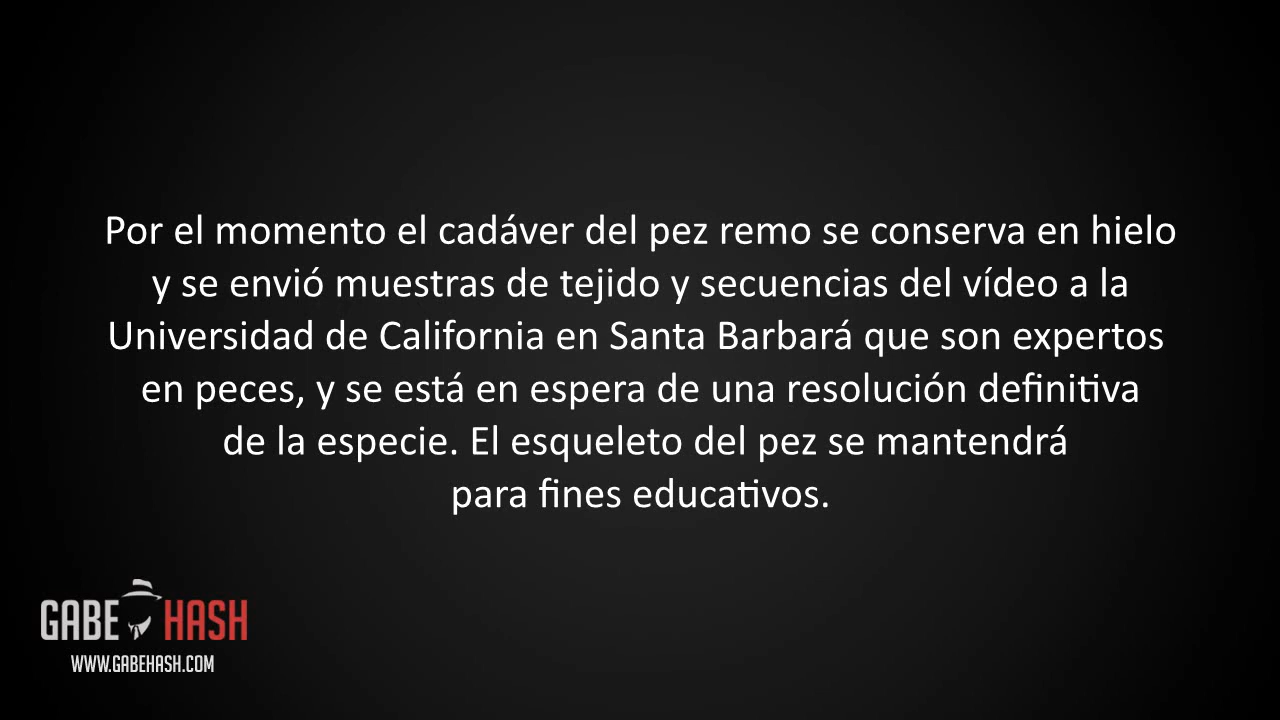 Por el momento el cadáver del pez remo se conserva en hielo
y se envió muestras de tejido y secuencias del vídeo a la
Universidad de California en Santa Barbará que son expertos
en peces, y se está en espera de una resolución definitiva
de la especie. El esqueleto del pez se mantendrá
para fines educativos.
GABE HASH
WWW.GABEHASH.COM